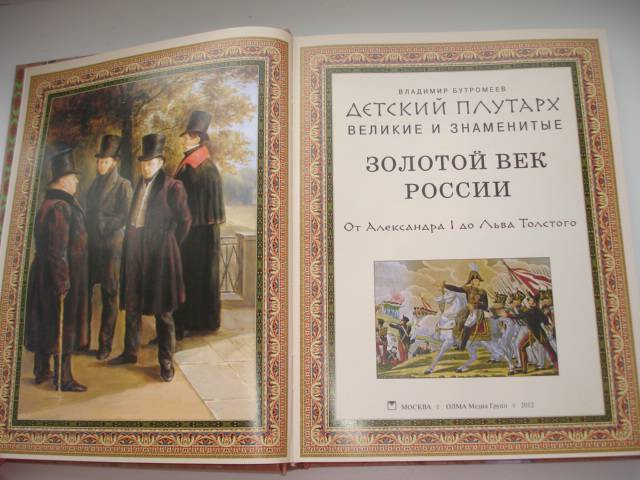 ВЛАДИМИР БУТРОМЕЕВ
ДЕТСКИЙ ПЛУТАРХ
ВЕЛИКИЕ И ЗНАМЕНИТЫЕ
ЗОЛОТОЙ ВЕК
РОССИИ
От Александра I до Льва Толстого
МОСКВА ОЛМА Медиа Групп 2012